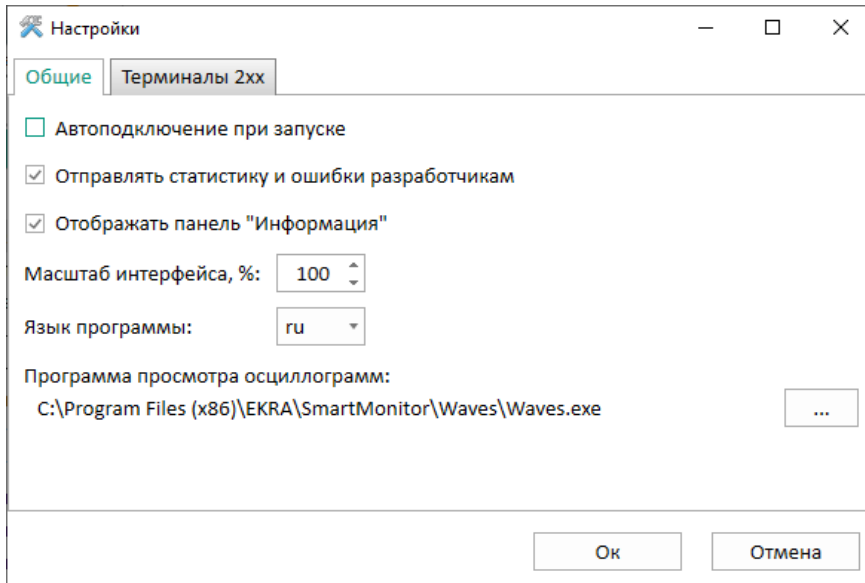 Настройки
Общие
Терминалы 2xx
Автоподключение при запуске
Отправлять статистику и ошибки разработчикам
Отображать панель "Информация"
Масштаб интерфейса, %: 100
Язык программы: ru
Программа просмотра осциллограмм:
C:\Program Files (x86)\EKRA\SmartMonitor\Waves\Waves.exe ...
Ок Отмена